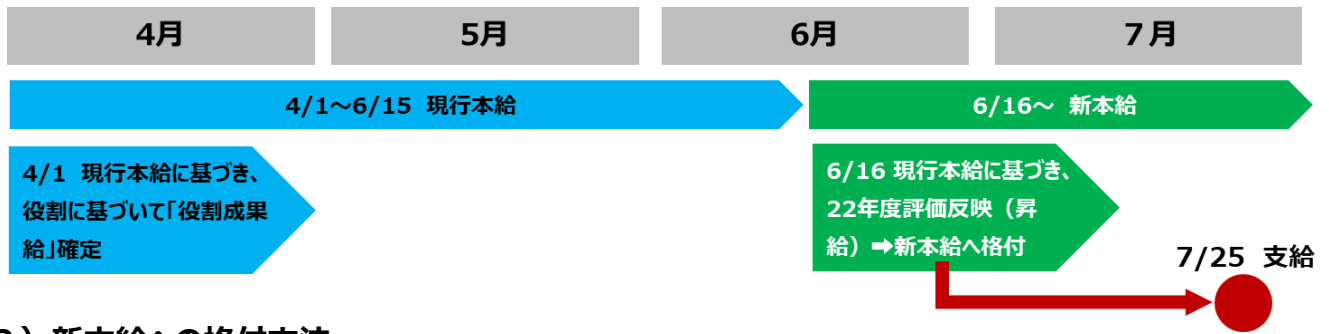 4月
5月
6月
7月
4/1～6/15 現行本給
6/16～ 新本給
4/1 現行本給に基づき、
役割に基づいて「役割成果
給」確定
6/16 現行本給に基づき、
22年度評価反映（昇
給）➡新本給へ格付
7/25 支給